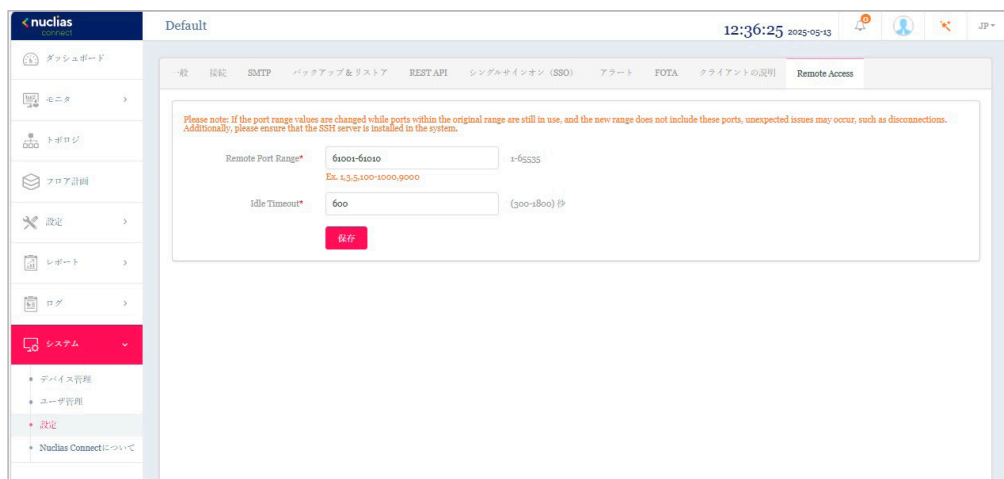 nuclias
connect
Default
12:36:25 2025-05-13
0
JP
ダッシュボード
モニタ
トポロジ
フロア計画
設定
レポート
ログ
システム
デバイス管理
ユーザ管理
設定
Nuclias Connectについて
一般 接続 SMTP バックアップ&リストア REST API シングルサインオン (SSO) アラート FOTA クライアントの説明 Remote Access
Please note: If the port range values are changed while ports within the original range are still in use, and the new range does not include these ports, unexpected issues may occur, such as disconnections.
Additionally, please ensure that the SSH server is installed in the system.
Remote Port Range* 61001-61010 1-65535
Ex. 1,3,5,100-1000,9000
Idle Timeout* 600 (300-1800) 秒
保存